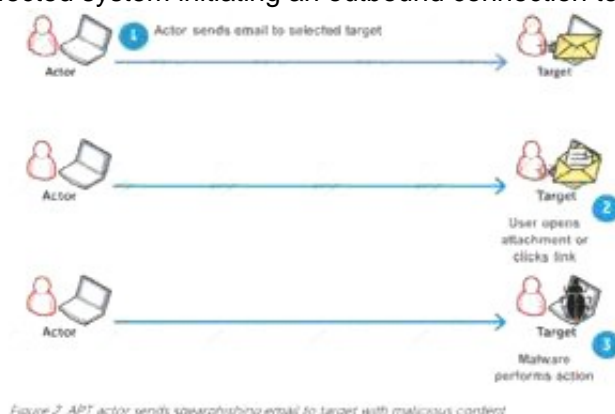 ected system initiating an outbound connection to
1 Actor sends email to selected target
Actor
Target
Actor
Target
2
User opens
attachment or
clicks link
Actor
Target
3
Malware
performs action
Figure 2. APT actor sends spearphishing email to target with malicious content